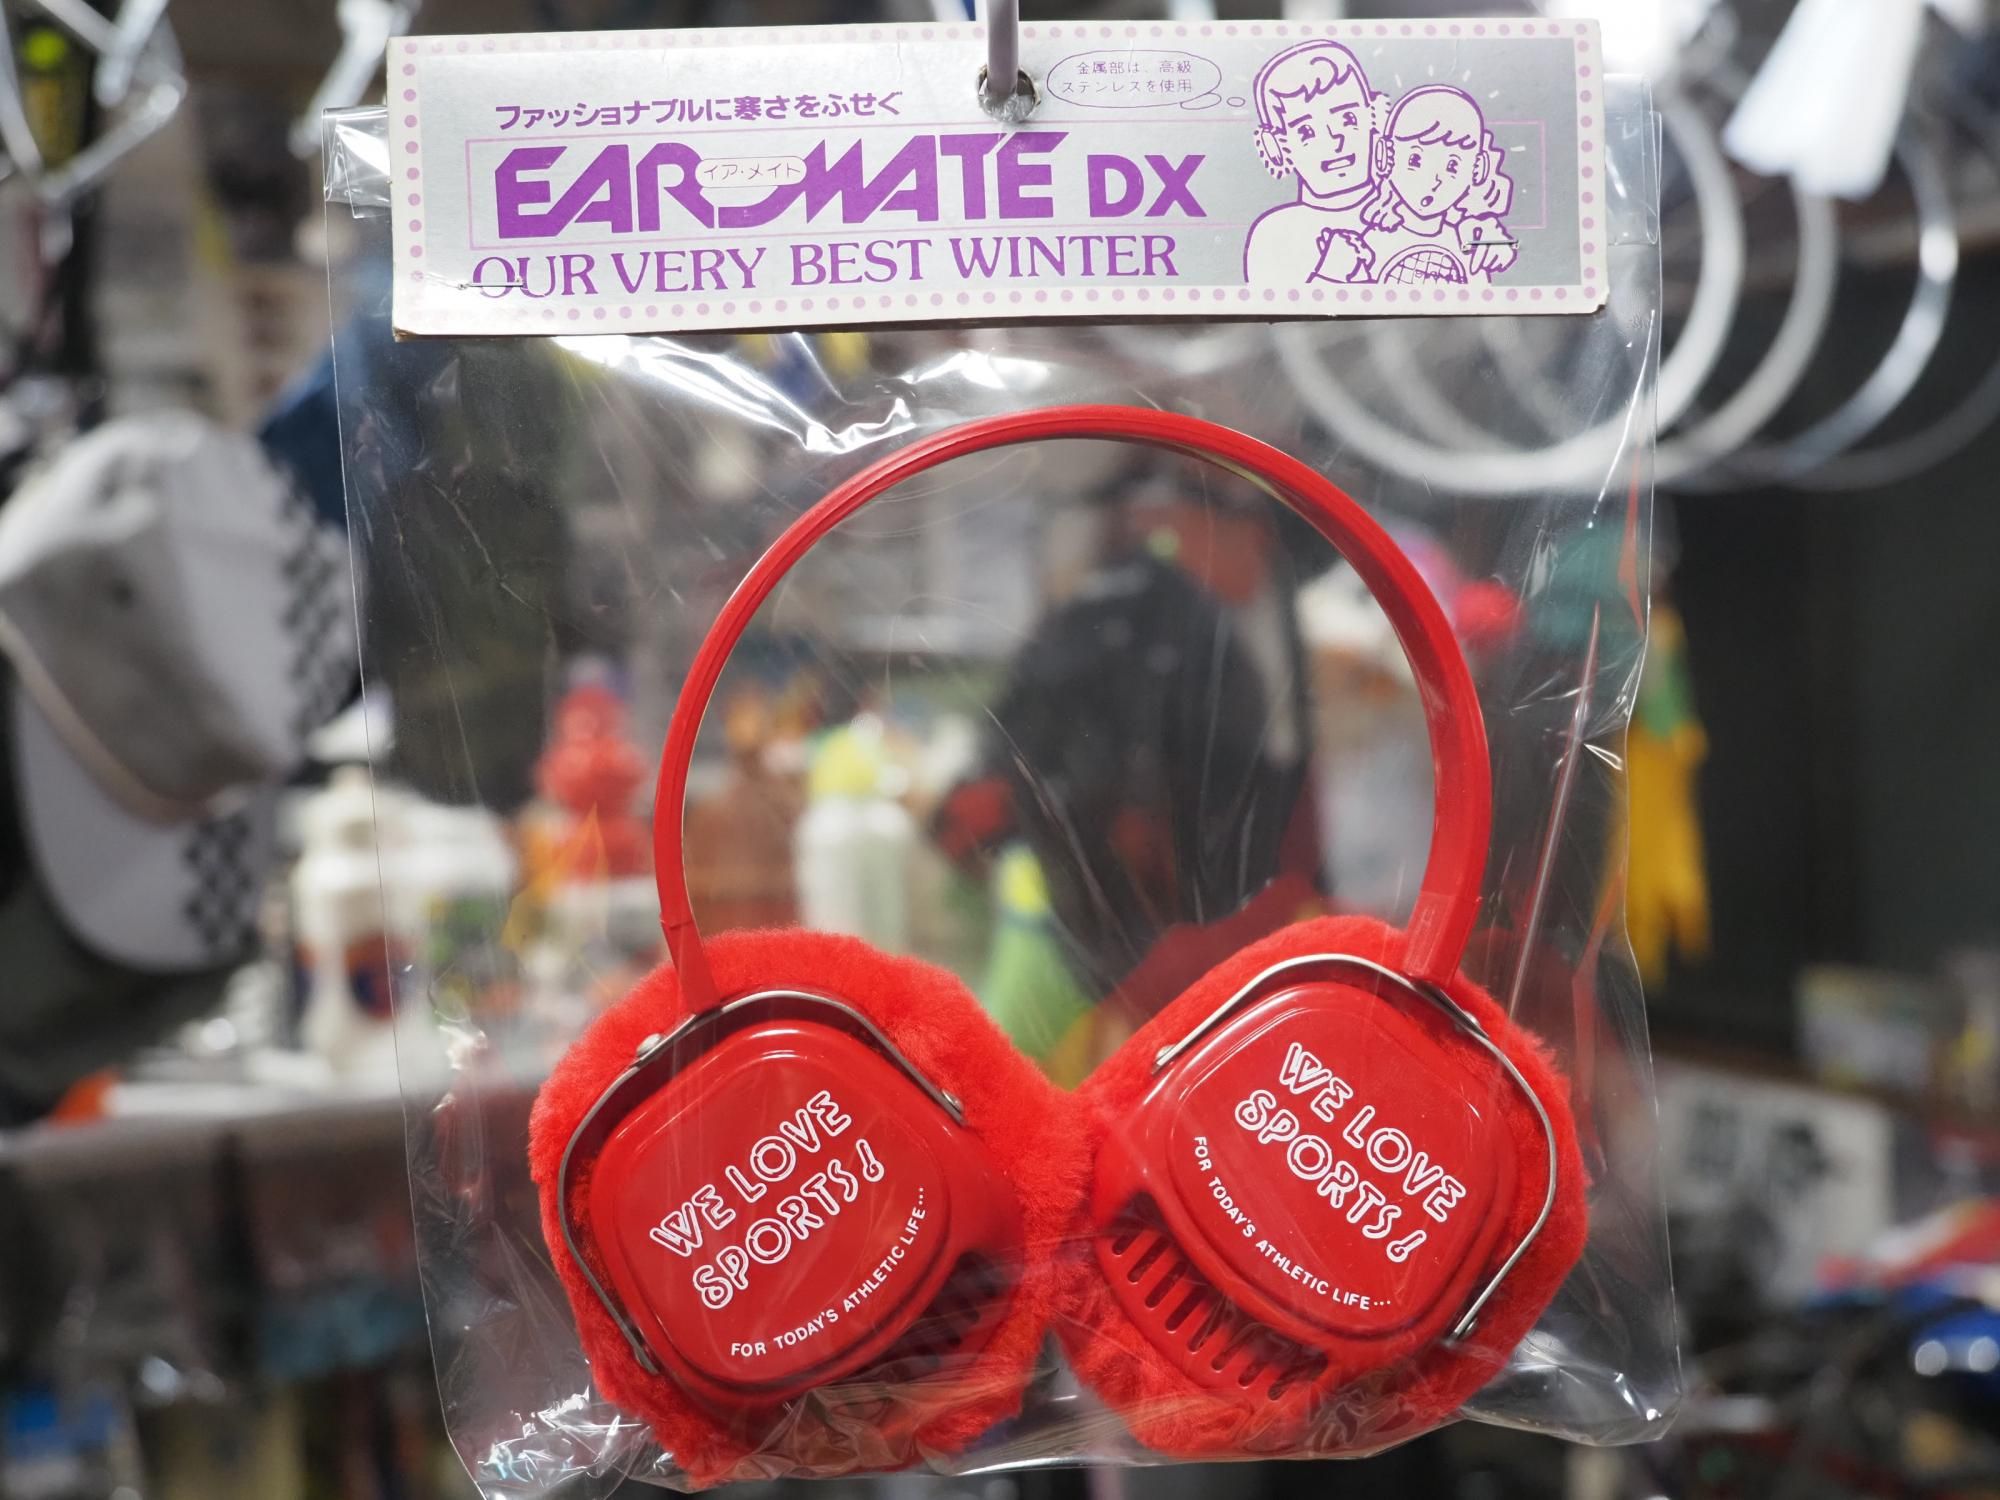 金属部は、高級
ステンレスを使用
ファッショナブルに寒さをふせぐ
EAR MATE DX
イア・メイト
OUR VERY BEST WINTER
WE LOVE
SPORTS!
FOR TODAY'S ATHLETIC LIFE...
WE LOVE
SPORTS!
FOR TODAY'S ATHLETIC LIFE...